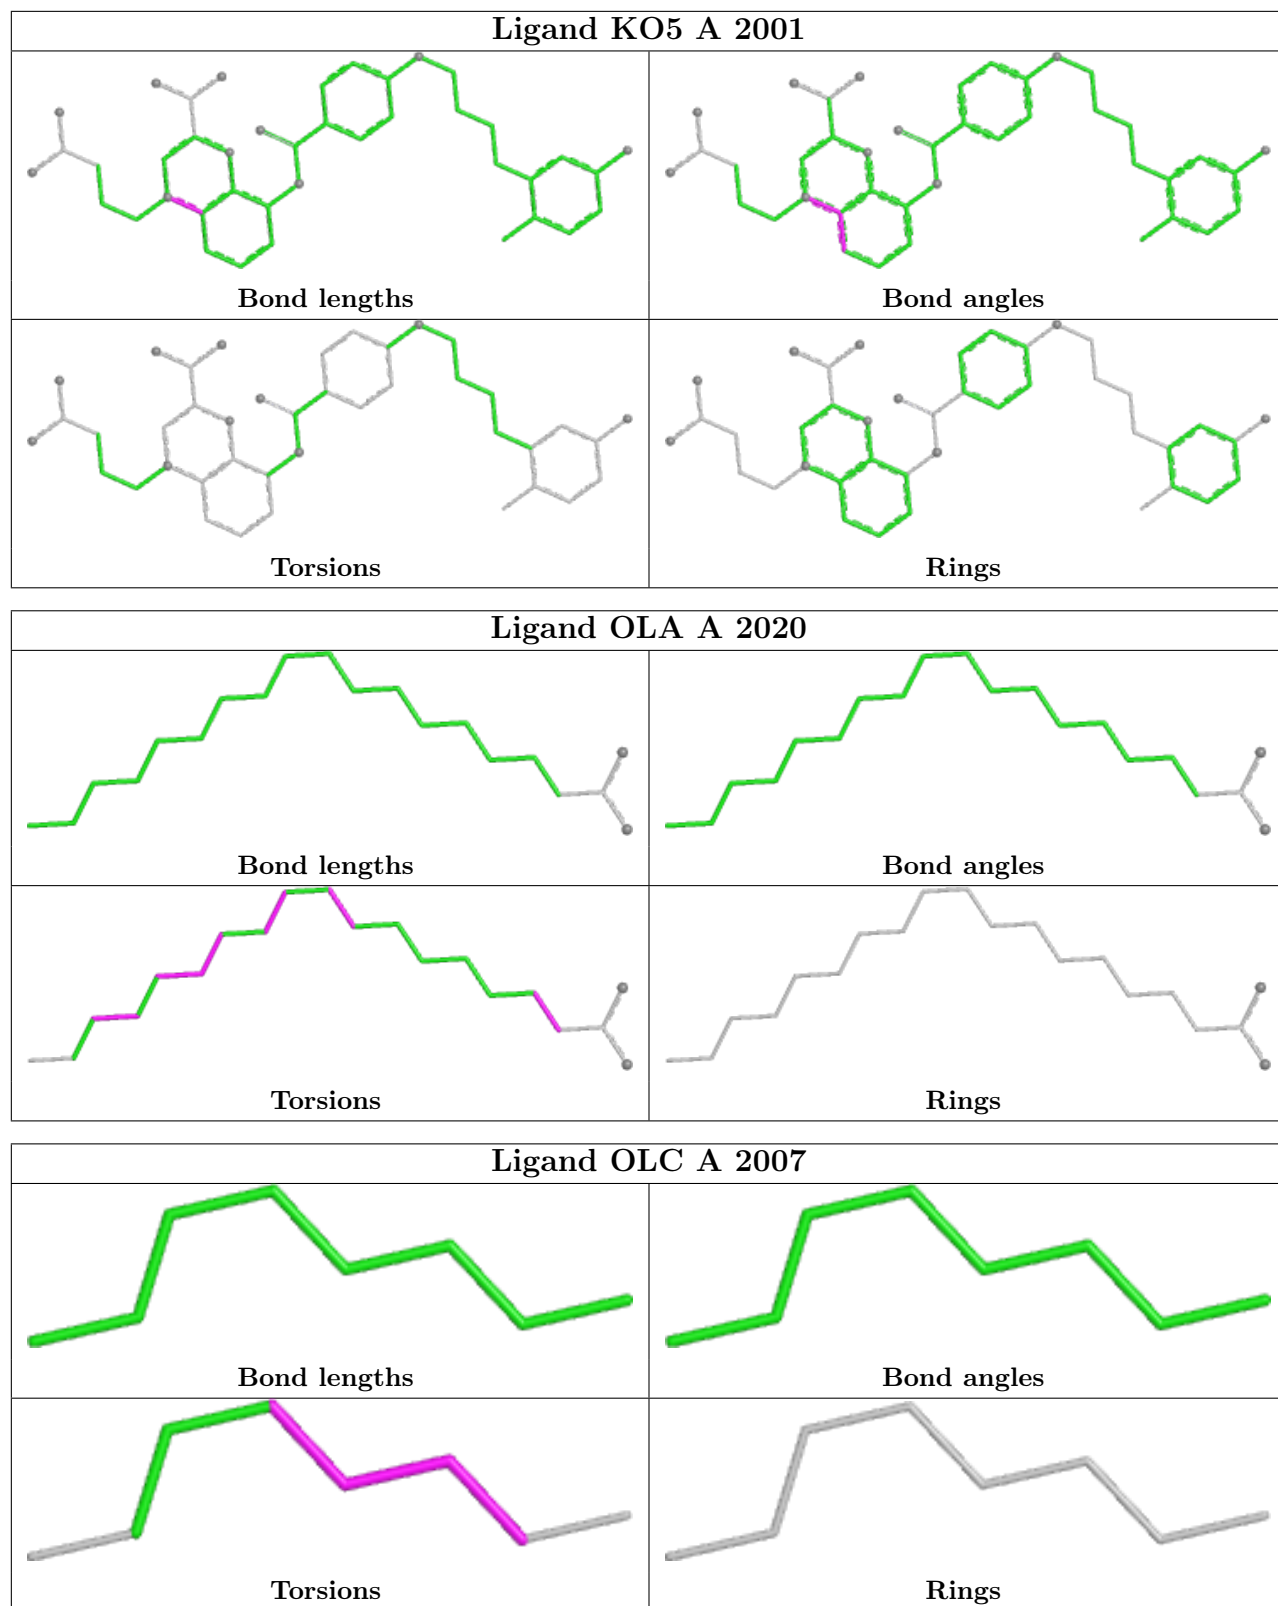 Ligand KO5 A 2001
Bond lengths
Bond angles
Torsions
Rings
Ligand OLA A 2020
Bond lengths
Bond angles
Torsions
Rings
Ligand OLC A 2007
Bond lengths
Bond angles
Torsions
Rings